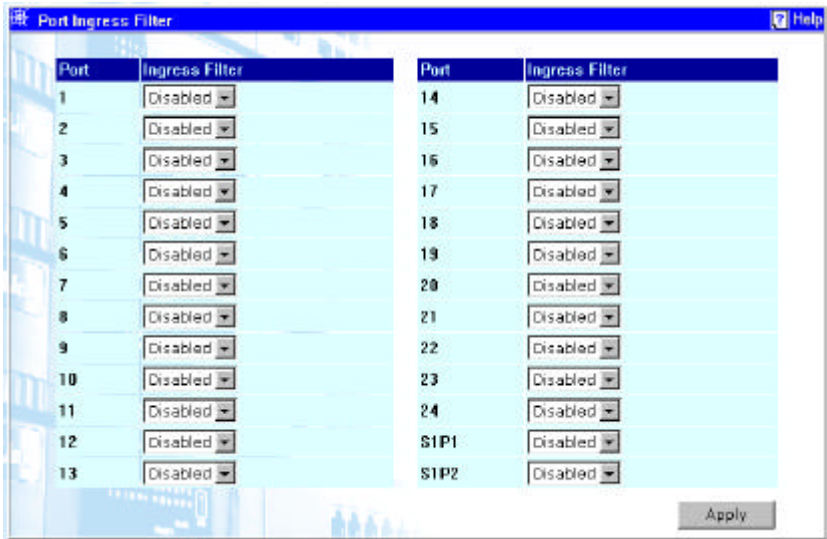 Port Ingress Filter
Help
Port Ingress Filter Port Ingress Filter
1 Disabled 14 Disabled
2 Disabled 15 Disabled
3 Disabled 16 Disabled
4 Disabled 17 Disabled
5 Disabled 18 Disabled
6 Disabled 19 Disabled
7 Disabled 20 Disabled
8 Disabled 21 Disabled
9 Disabled 22 Disabled
10 Disabled 23 Disabled
11 Disabled 24 Disabled
12 Disabled S1P1 Disabled
13 Disabled S1P2 Disabled
Apply